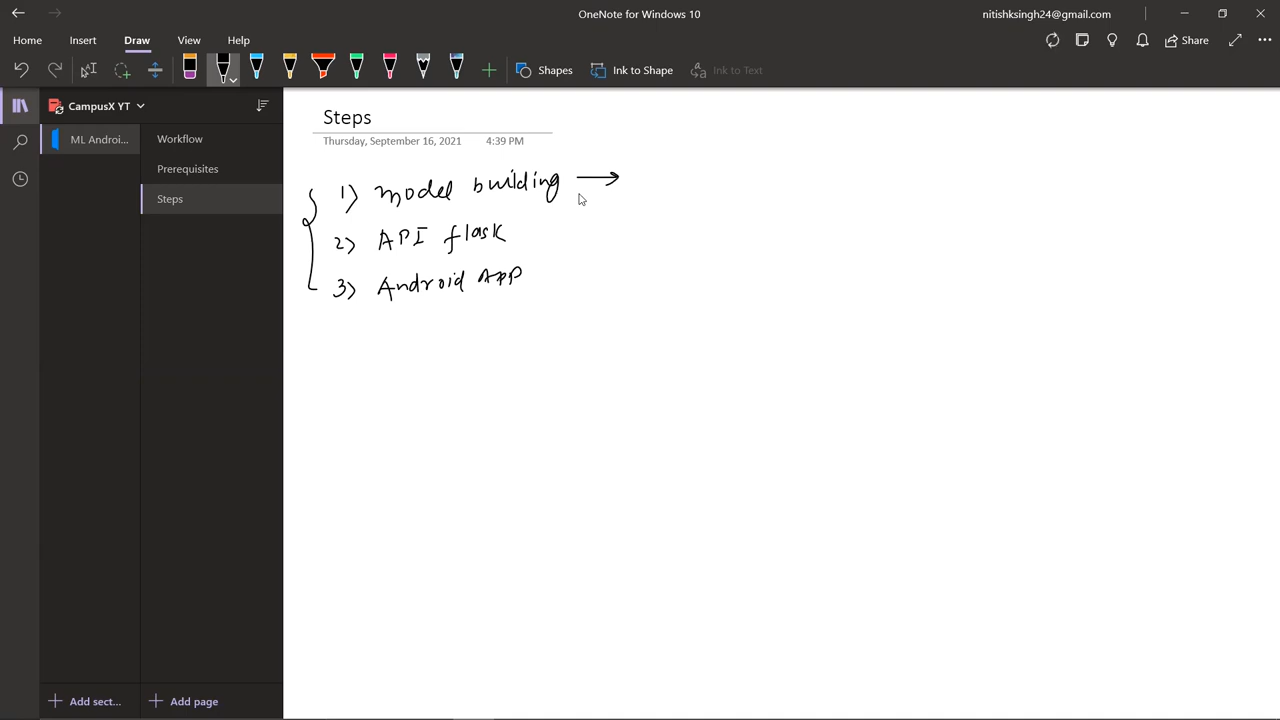 OneNote for Windows 10
nitishksingh24@gmail.com
Home Insert Draw View Help
Share
Shapes Ink to Shape Ink to Text
CampusX YT
ML Androi...
Workflow
Prerequisites
Steps
Steps
Thursday, September 16, 2021 4:39 PM
1) model building →
2) API flask
3) Android APP
Add sect... Add page